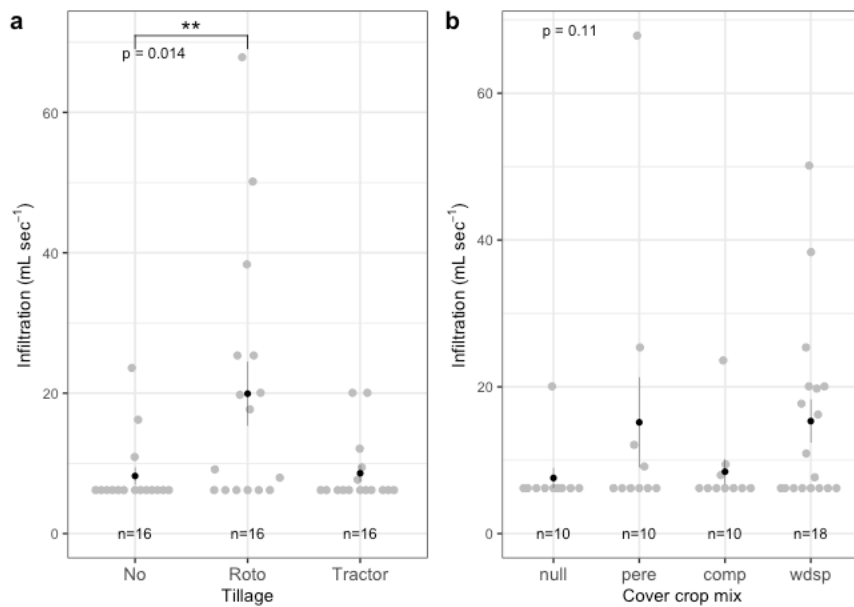 a
**
p = 0.014
Infiltration (mL sec⁻¹)
60
40
20
0
n=16 n=16 n=16
No Roto Tractor
Tillage
b
p = 0.11
Infiltration (mL sec⁻¹)
60
40
20
0
n=10 n=10 n=10 n=18
null pere comp wdsp
Cover crop mix